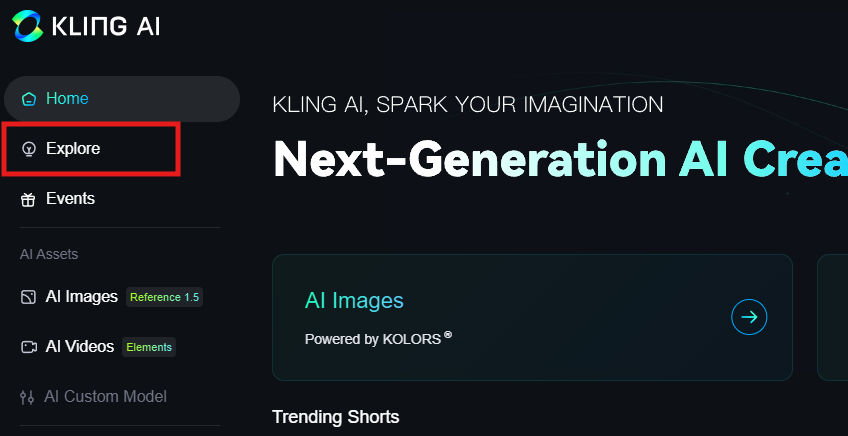 KLING AI
Home
Explore
Events
AI Assets
AI Images Reference 1.5
AI Videos Elements
AI Custom Model
KLING AI, SPARK YOUR IMAGINATION
Next-Generation AI Crea
AI Images
Powered by KOLORS ®
Trending Shorts